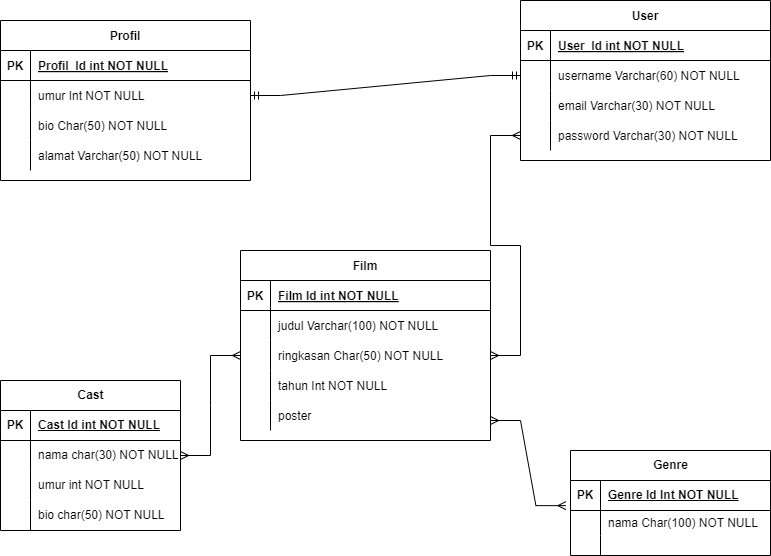 Profil
PK Profil_Id int NOT NULL
umur Int NOT NULL
bio Char(50) NOT NULL
alamat Varchar(50) NOT NULL
User
PK User_Id int NOT NULL
username Varchar(60) NOT NULL
email Varchar(30) NOT NULL
password Varchar(30) NOT NULL
Film
PK Film Id int NOT NULL
judul Varchar(100) NOT NULL
ringkasan Char(50) NOT NULL
tahun Int NOT NULL
poster
Cast
PK Cast Id int NOT NULL
nama char(30) NOT NULL
umur int NOT NULL
bio char(50) NOT NULL
Genre
PK Genre Id Int NOT NULL
nama Char(100) NOT NULL